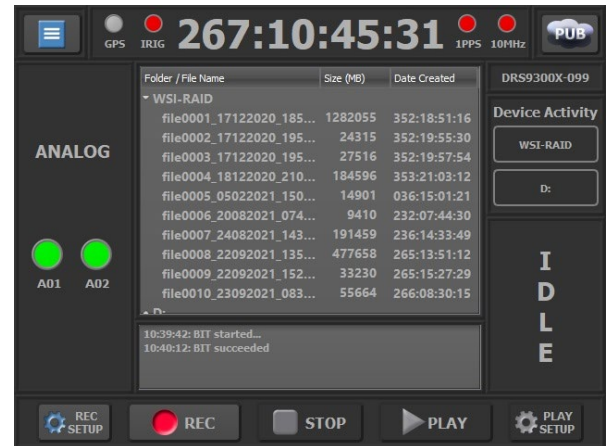 GPS IRIG 267:10:45:31 1PPS 10MHz PUB
Folder / File Name Size (MB) Date Created
DRS9300X-099
WSI-RAID
file0001_17122020_185... 1282055 352:18:51:16
file0002_17122020_195... 24315 352:19:55:30
file0003_17122020_195... 27516 352:19:57:54
file0004_18122020_210... 184596 353:21:03:12
file0005_05022021_150... 14901 036:15:01:21
file0006_20082021_074... 9410 232:07:44:30
file0007_24082021_143... 191459 236:14:33:49
file0008_22092021_135... 477658 265:13:51:12
file0009_22092021_152... 33230 265:15:27:29
file0010_23092021_083... 55664 266:08:30:15
D:
ANALOG
A01 A02
Device Activity
WSI-RAID
D:
IDLE
10:39:42: BIT started...
10:40:12: BIT succeeded
REC SETUP
REC
STOP
PLAY
PLAY SETUP